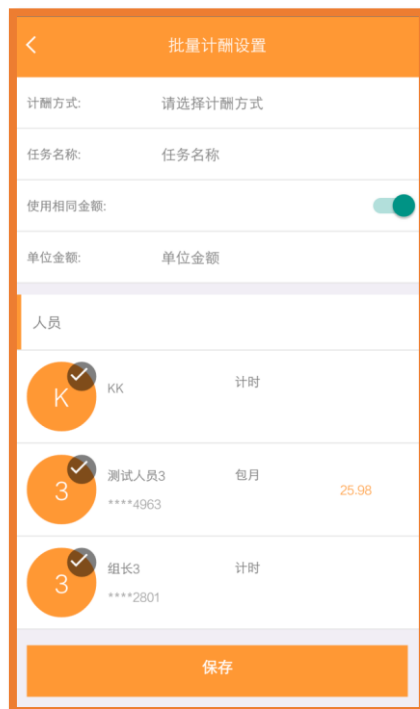 批量计酬设置
计酬方式: 请选择计酬方式
任务名称: 任务名称
使用相同金额:
单位金额: 单位金额
人员
K KK 计时
3 测试人员3 包月 25.98
****4963
3 组长3 计时
****2801
保存